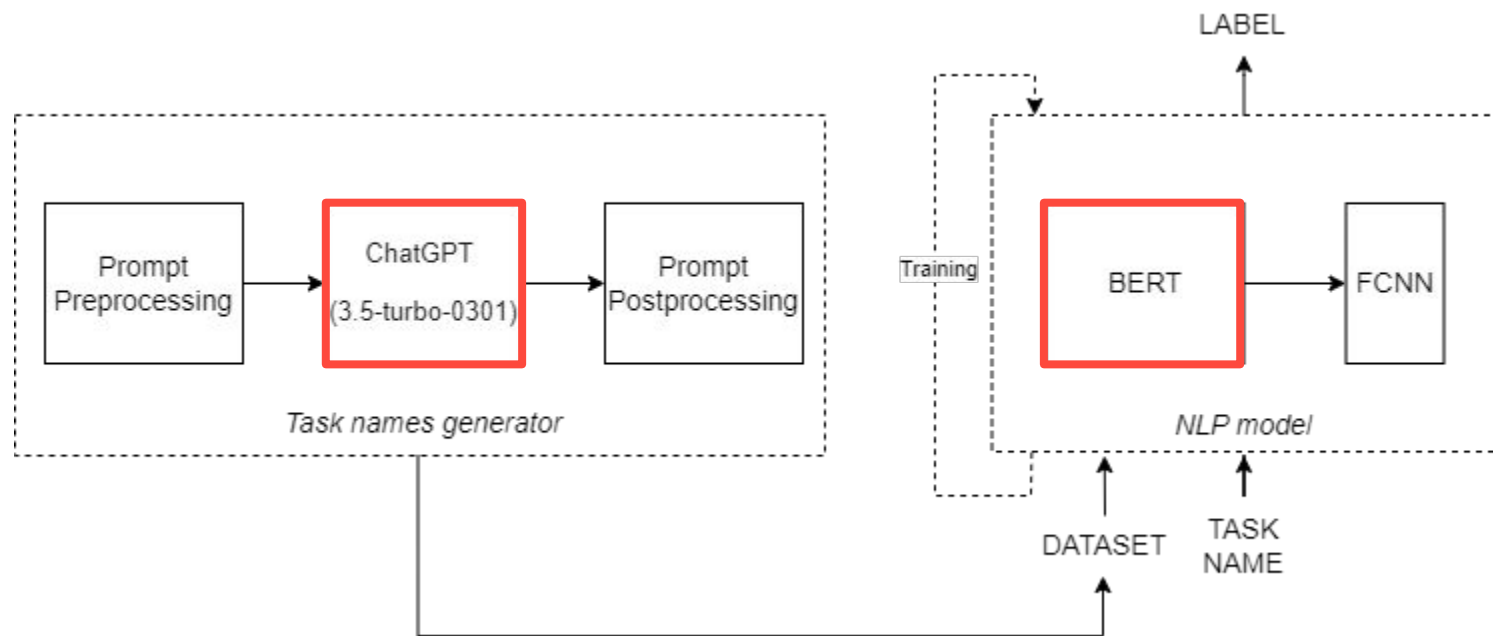 LABEL
Prompt
Preprocessing
ChatGPT
(3.5-turbo-0301)
Prompt
Postprocessing
Task names generator
Training
BERT
FCNN
NLP model
DATASET
TASK
NAME